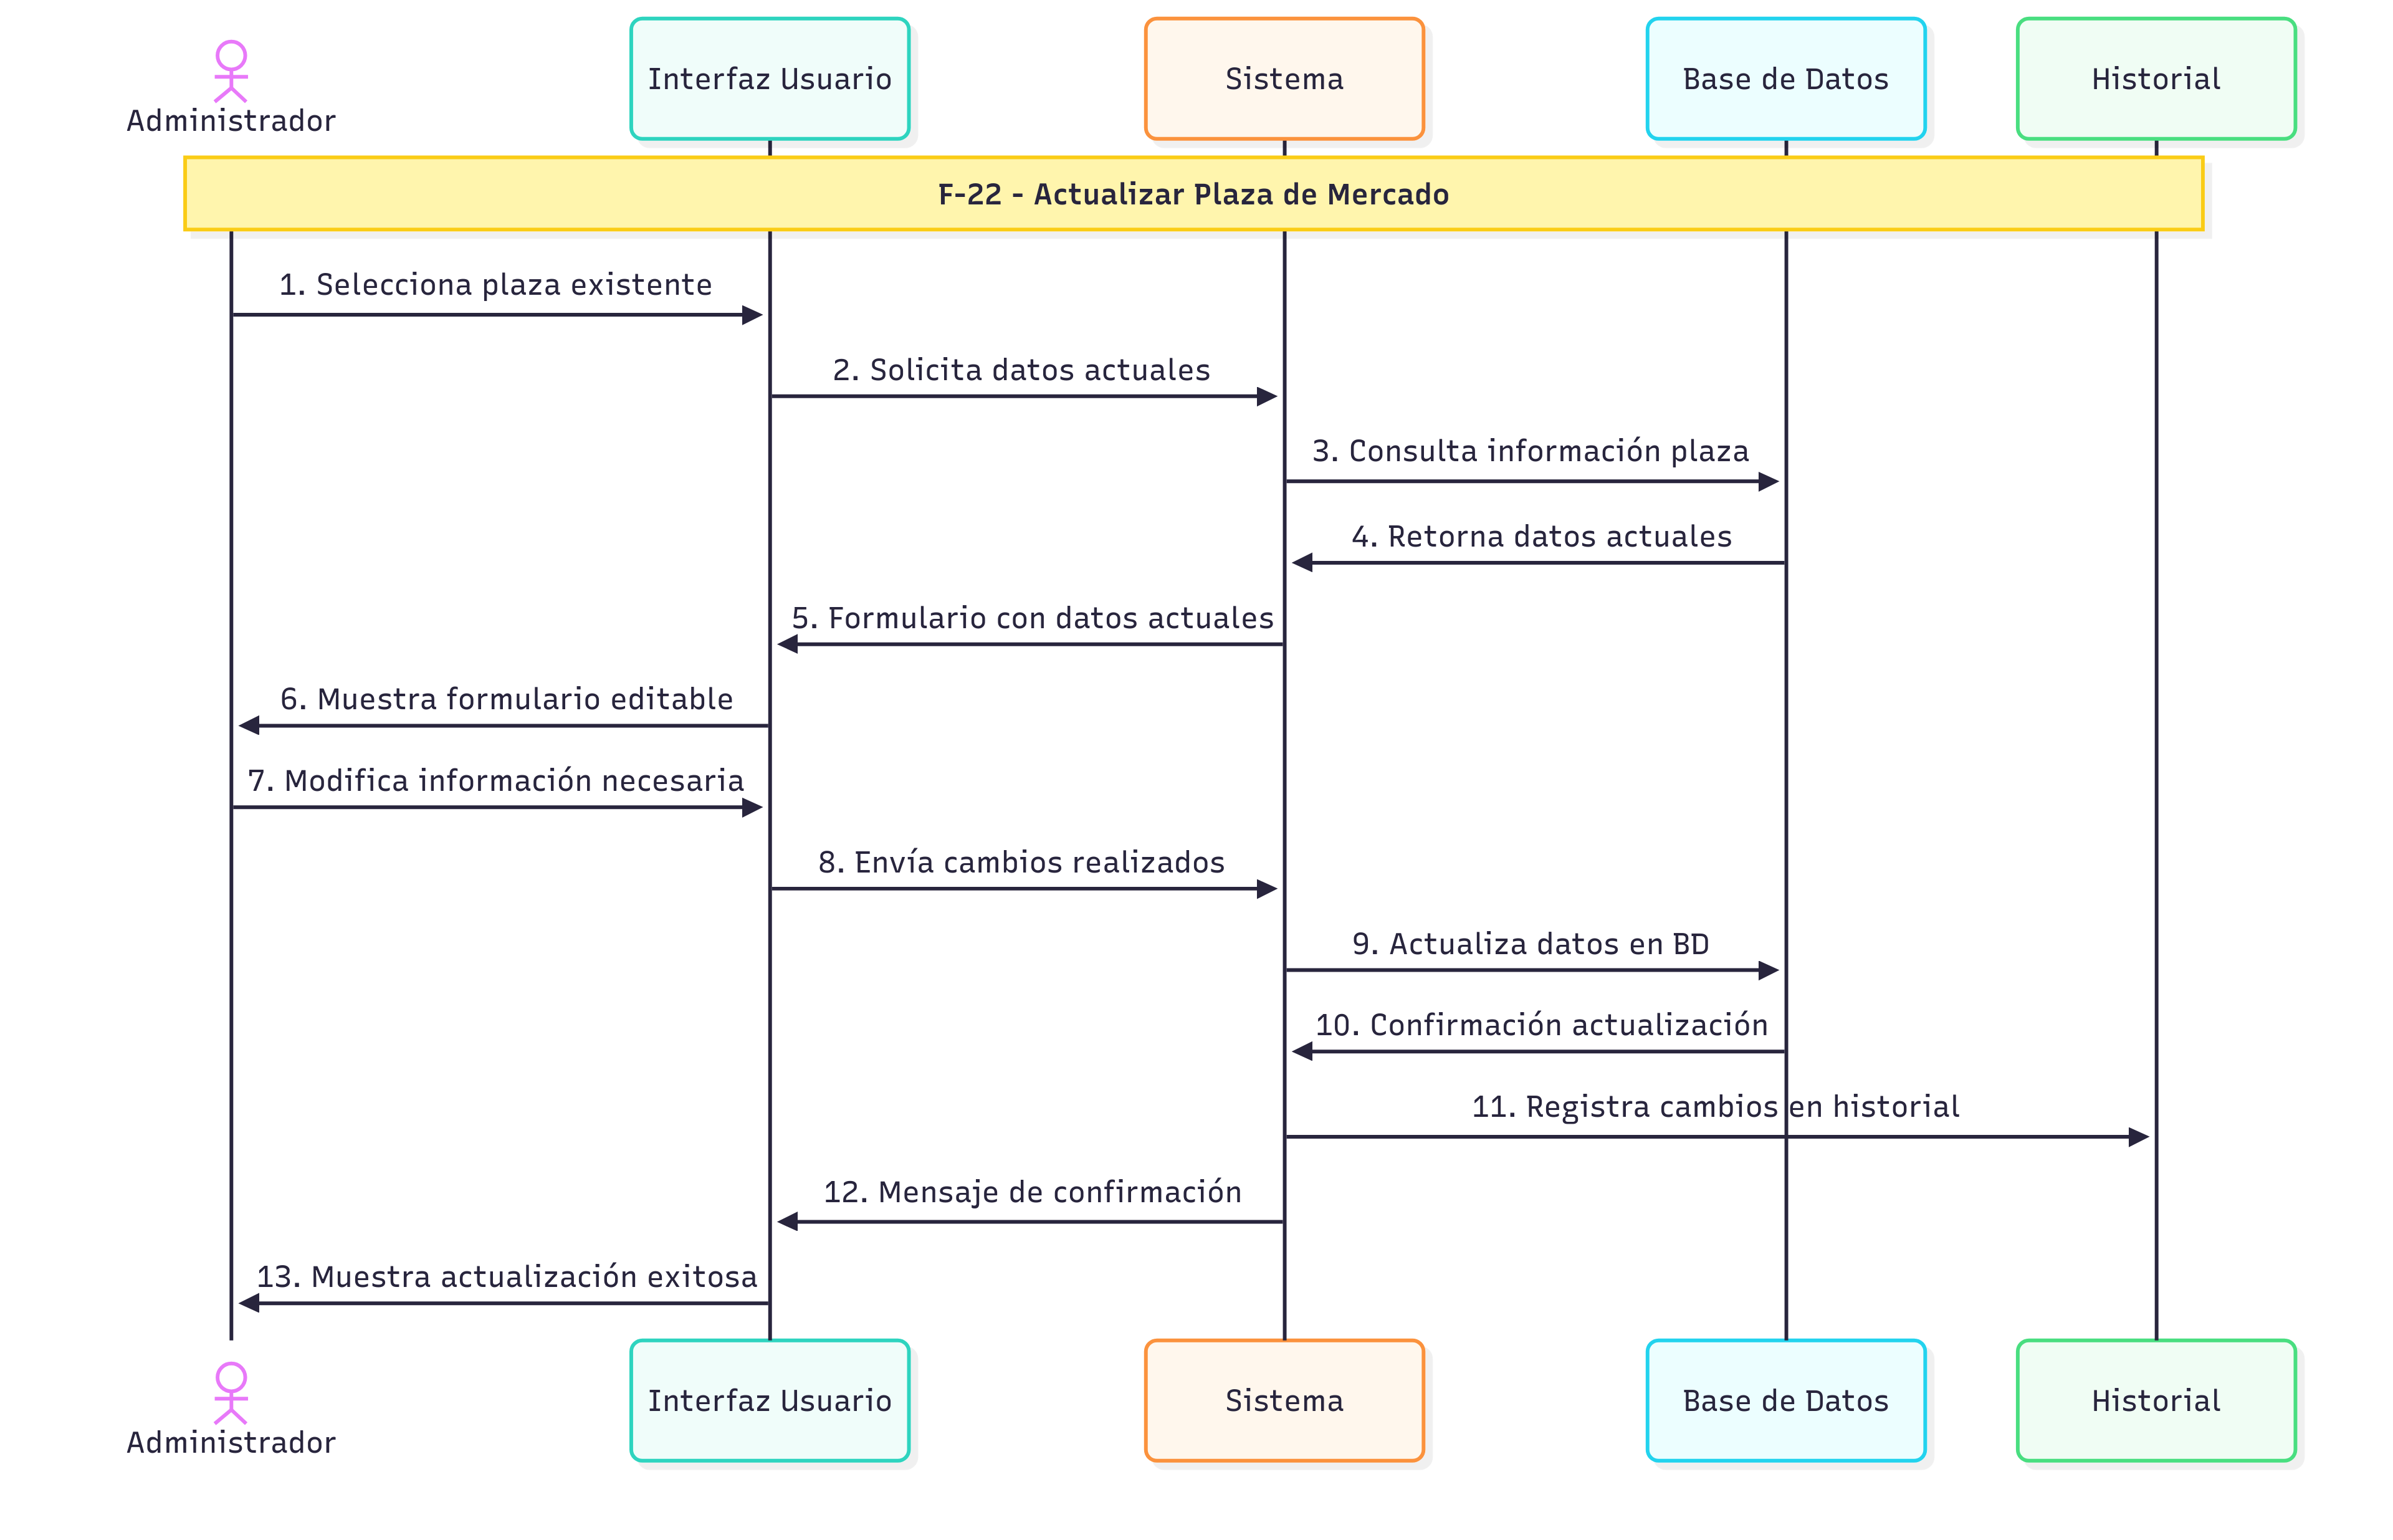 Administrador
Interfaz Usuario
Sistema
Base de Datos
Historial
F-22 - Actualizar Plaza de Mercado
1. Selecciona plaza existente
2. Solicita datos actuales
3. Consulta información plaza
4. Retorna datos actuales
5. Formulario con datos actuales
6. Muestra formulario editable
7. Modifica información necesaria
8. Envía cambios realizados
9. Actualiza datos en BD
10. Confirmación actualización
11. Registra cambios en historial
12. Mensaje de confirmación
13. Muestra actualización exitosa
Administrador
Interfaz Usuario
Sistema
Base de Datos
Historial